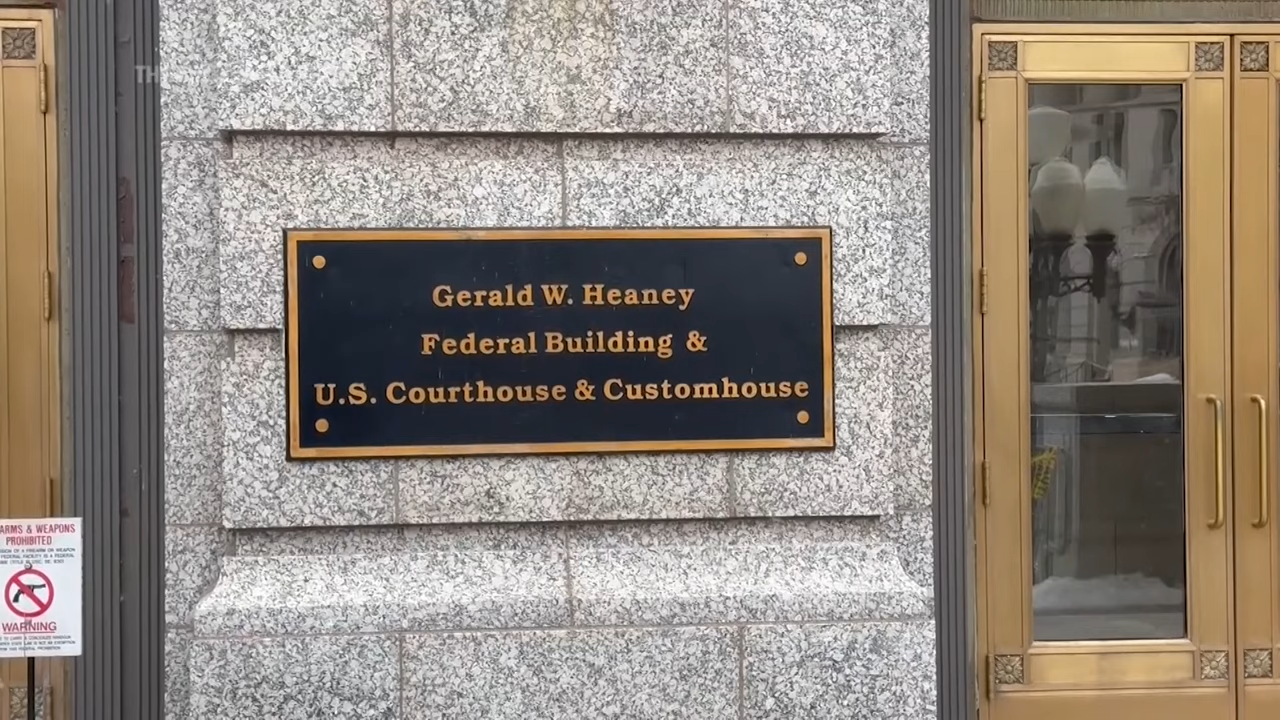 Gerald W. Heaney
Federal Building &
U.S. Courthouse & Customhouse
ARMS & WEAPONS
PROHIBITED
WARNING